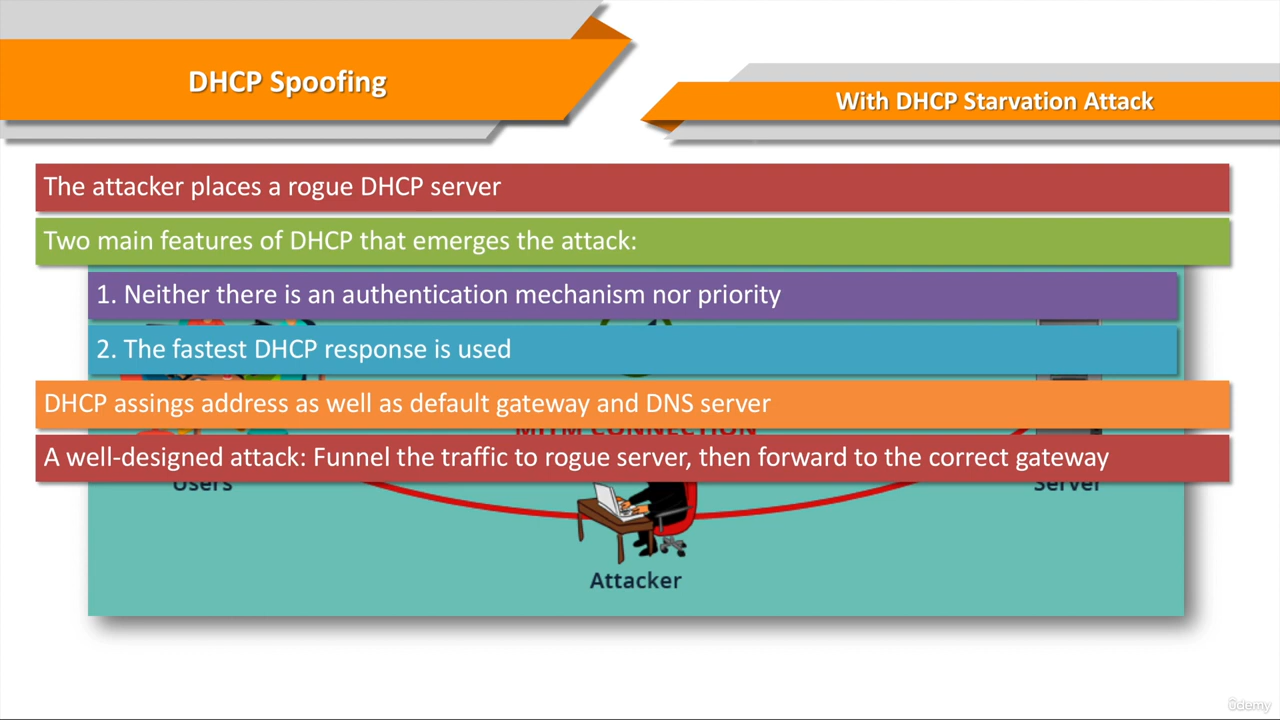 DHCP Spoofing
With DHCP Starvation Attack
The attacker places a rogue DHCP server
Two main features of DHCP that emerges the attack:
1. Neither there is an authentication mechanism nor priority
2. The fastest DHCP response is used
DHCP assings address as well as default gateway and DNS server
MITM CONNECTION
A well-designed attack: Funnel the traffic to rogue server, then forward to the correct gateway
Users
Server
Attacker
ûdemy